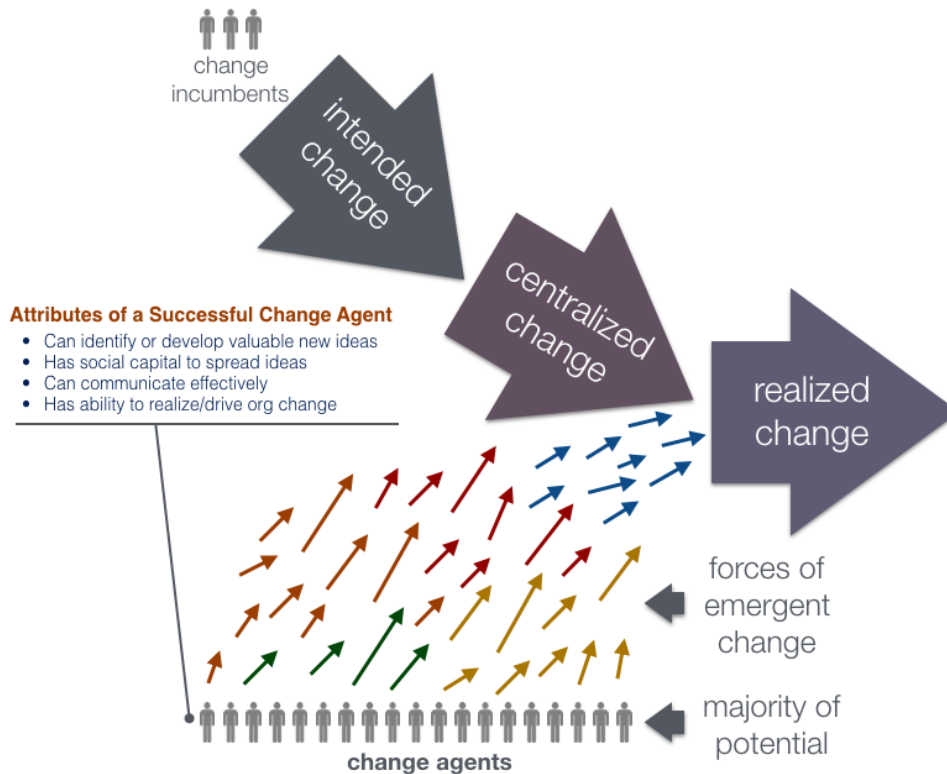 change
incumbents
intended
change
centralized
change
Attributes of a Successful Change Agent
• Can identify or develop valuable new ideas
• Has social capital to spread ideas
• Can communicate effectively
• Has ability to realize/drive org change
realized
change
forces of
emergent
change
majority of
potential
change agents